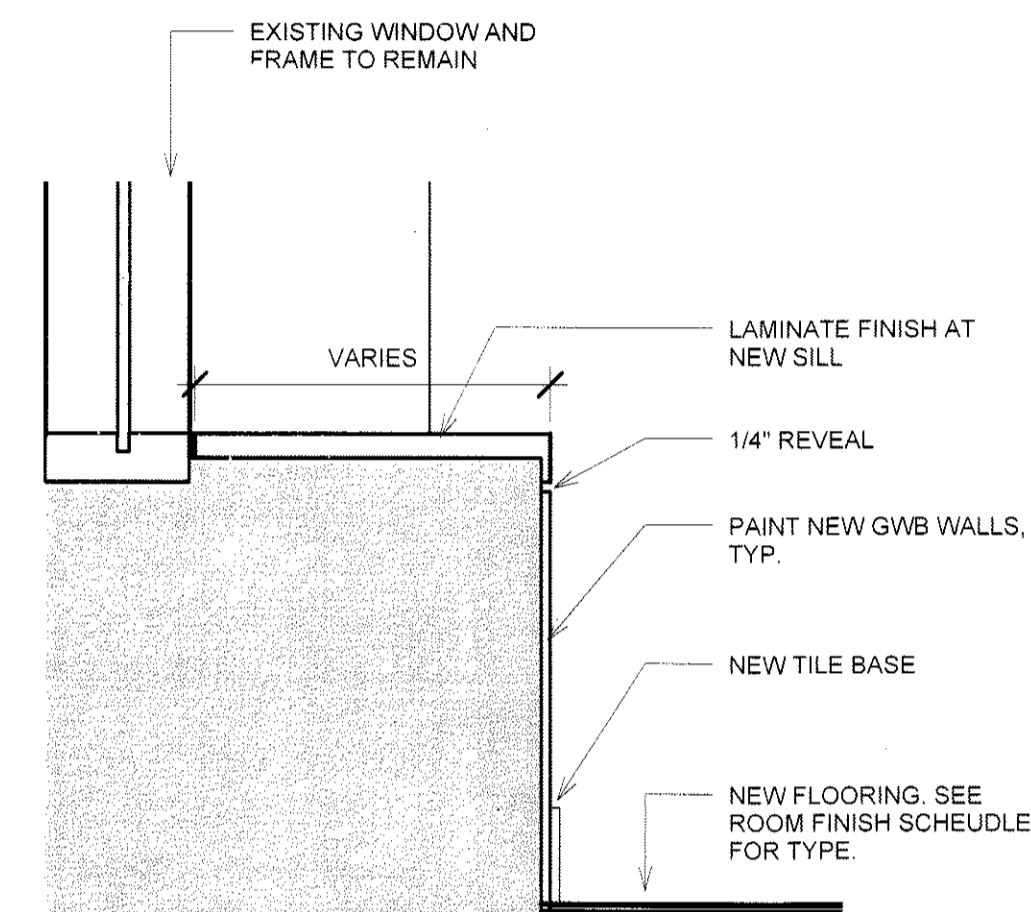 EXISTING WINDOW AND
FRAME TO REMAIN
VARIES
LAMINATE FINISH AT
NEW SILL
1/4" REVEAL
PAINT NEW GWB WALLS,
TYP.
NEW TILE BASE
NEW FLOORING. SEE
ROOM FINISH SCHEUDLE
FOR TYPE.